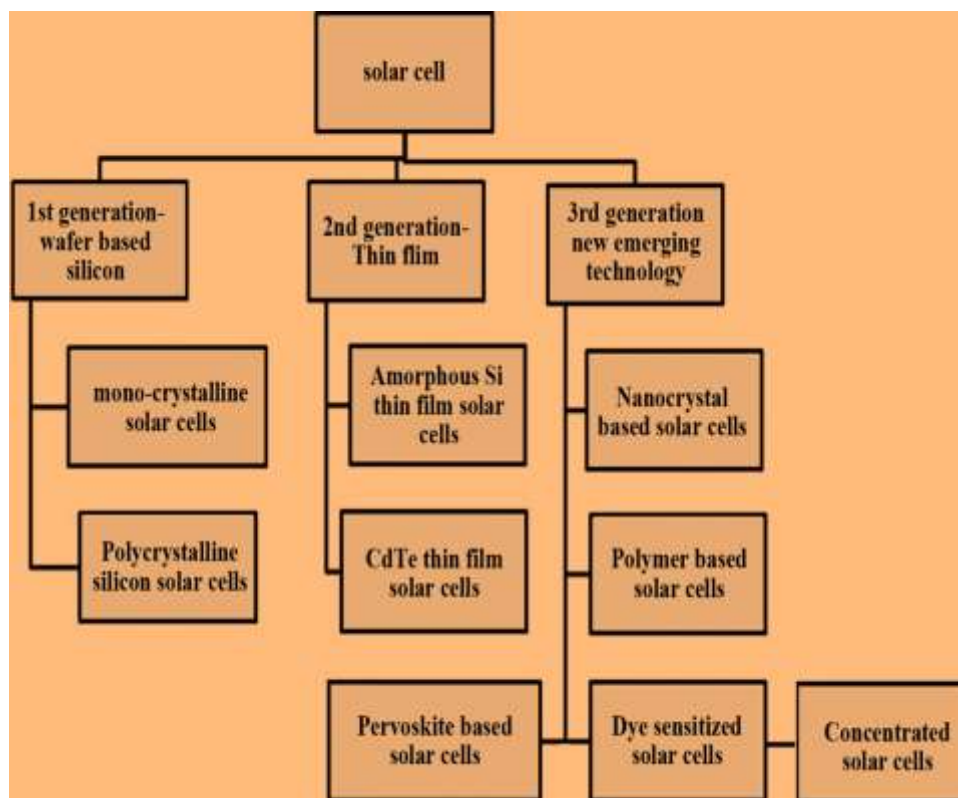 solar cell
1st generation-
wafer based
silicon
2nd generation-
Thin flim
3rd generation
new emerging
technology
mono-crystalline
solar cells
Amorphous Si
thin film solar
cells
Nanocrystal
based solar cells
Polycrystalline
silicon solar cells
CdTe thin film
solar cells
Polymer based
solar cells
Pervoskite based
solar cells
Dye sensitized
solar cells
Concentrated
solar cells